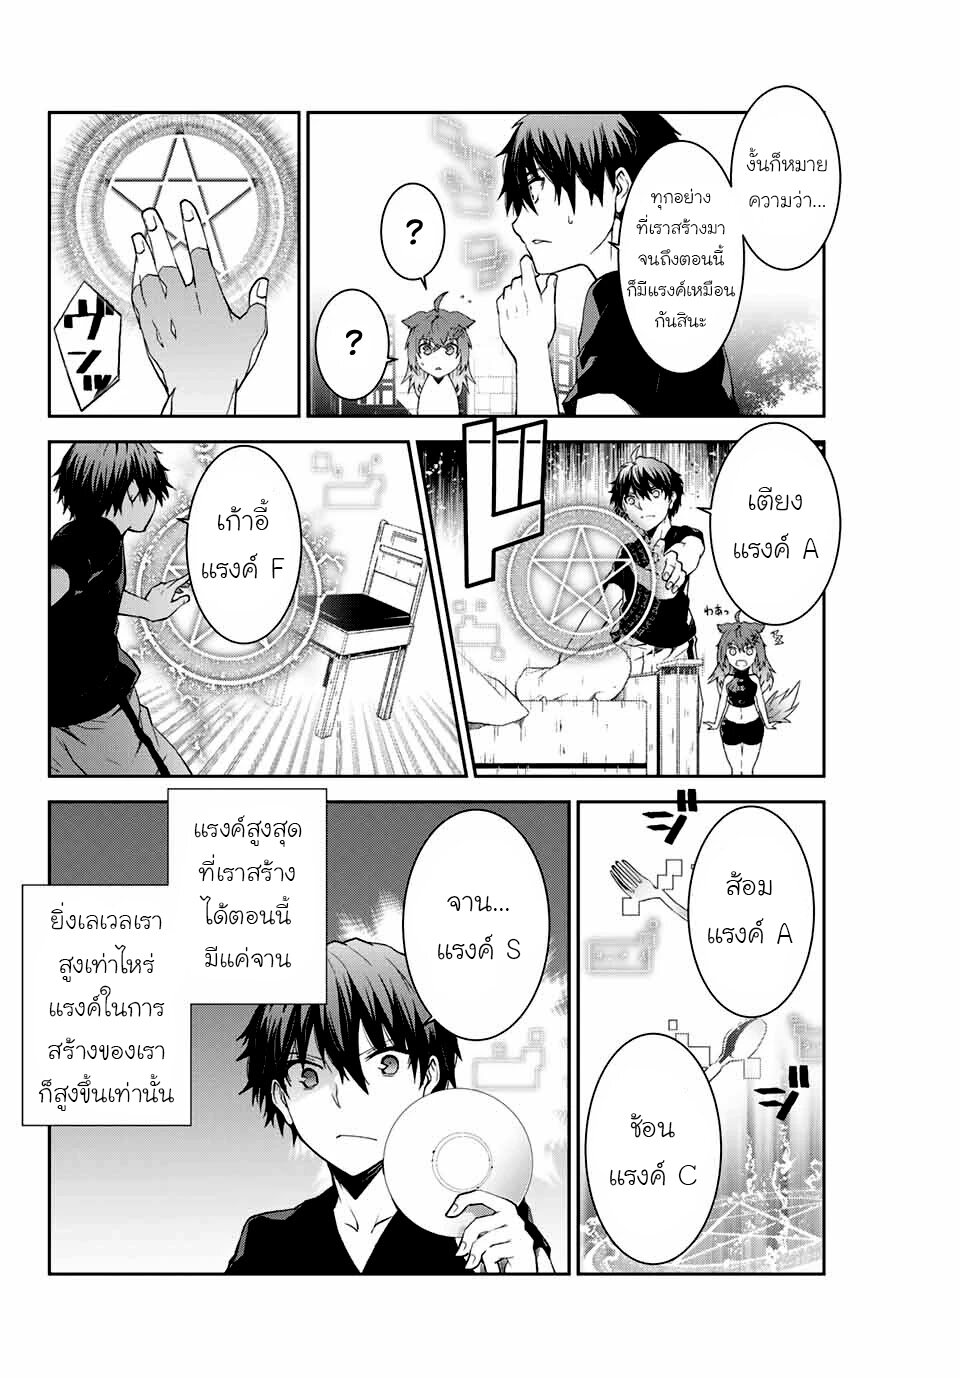 งั้นก็หมาย
ความว่า...
ทุกอย่าง
ที่เราสร้างมา
จนถึงตอนนี้
ก็มีแรงค์เหมือน
กันสินะ
?
?
ヴンッ
เตียง
แรงค์ A
わあっ
เก้าอี้
แรงค์ F
ส้อม
แรงค์ A
ช้อน
แรงค์ C
จาน...
แรงค์ S
แรงค์สูงสุด
ที่เราสร้าง
ได้ตอนนี้
มีแค่จาน
ยิ่งเลเวลเรา
สูงเท่าไหร่
แรงค์ในการ
สร้างของเรา
ก็สูงขึ้นเท่านั้น